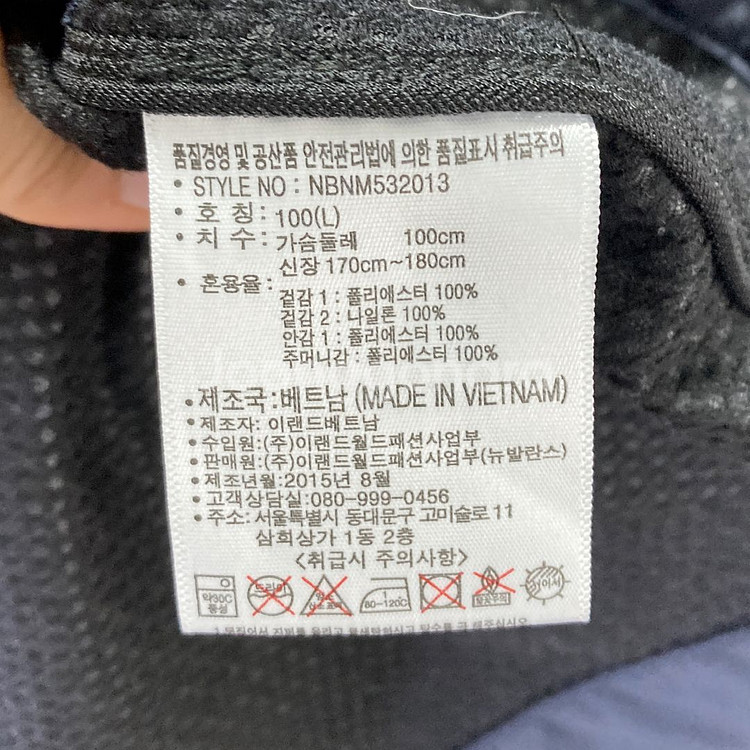 품질경영 및 공산품 안전관리법에 의한 품질표시 취급주의
• STYLE NO : NBNM532013
• 호 칭 : 100(L)
• 치 수 : 가슴둘레 100cm
신장 170cm~180cm
• 혼용율 :
겉감 1 : 폴리에스터 100%
겉감 2 : 나일론 100%
안감 1 : 폴리에스터 100%
주머니감 : 폴리에스터 100%
• 제조국:베트남 (MADE IN VIETNAM)
• 제조자: 이랜드베트남
• 수입원:(주)이랜드월드패션사업부
• 판매원:(주)이랜드월드패션사업부(뉴발란스)
• 제조년월:2015년 8월
• 고객상담실:080-999-0456
• 주소: 서울특별시 동대문구 고미술로 11
삼희상가 1동 2층
<취급시 주의사항>
약30℃ 중성 드라이 산소표백 1 80~120℃ 이어서